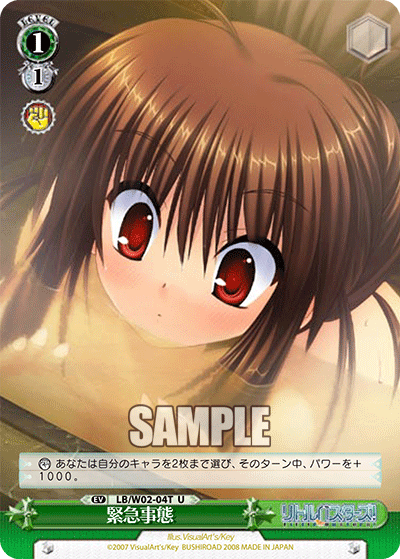 LEVEL
1
1
SAMPLE
あなたは自分のキャラを2枚まで選び、そのターン中、パワーを+
1000。
EV LB/W02-04T U
緊急事態
リトルバスターズ!
LITTLE BUSTERS!
Illus.VisualArt's/Key
©2007 VisualArt's/Key BUSHIROAD 2008 MADE IN JAPAN